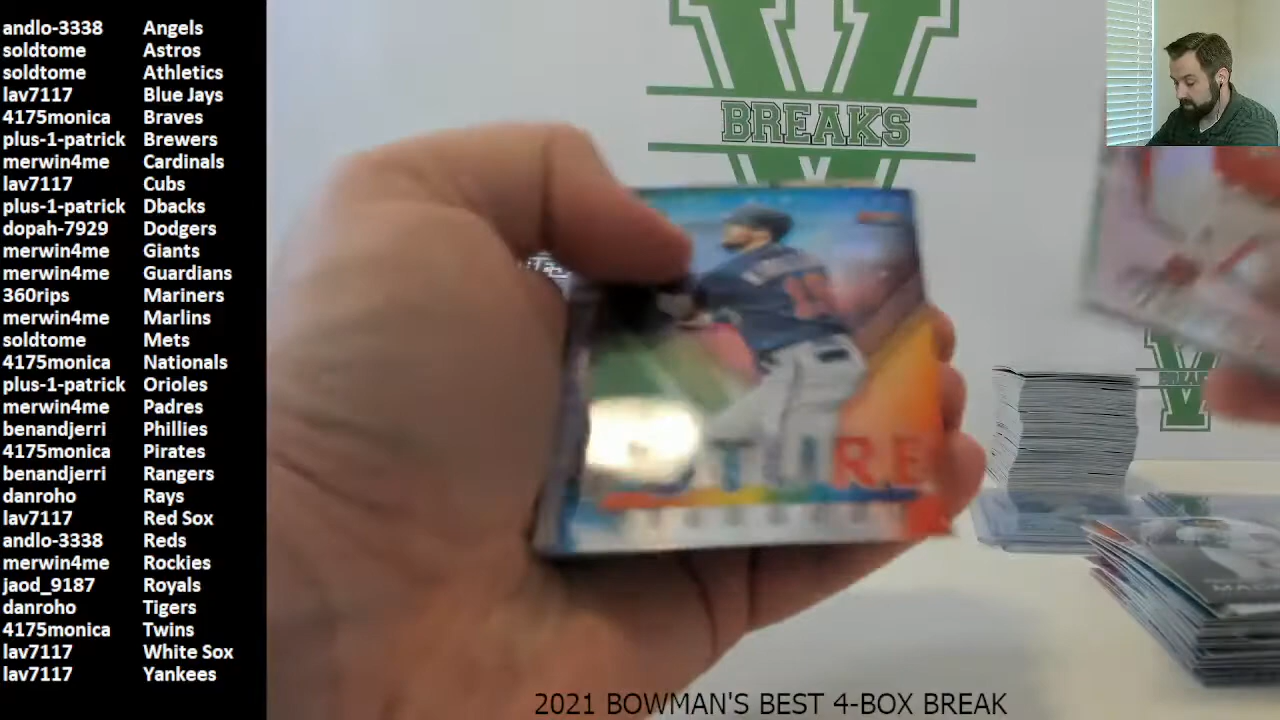 andlo-3338 Angels
soldtome Astros
soldtome Athletics
lav7117 Blue Jays
4175monica Braves
plus-1-patrick Brewers
merwin4me Cardinals
lav7117 Cubs
plus-1-patrick Dbacks
dopah-7929 Dodgers
merwin4me Giants
merwin4me Guardians
360rips Mariners
merwin4me Marlins
soldtome Mets
4175monica Nationals
plus-1-patrick Orioles
merwin4me Padres
benandjerri Phillies
4175monica Pirates
benandjerri Rangers
danroho Rays
lav7117 Red Sox
andlo-3338 Reds
merwin4me Rockies
jaod_9187 Royals
danroho Tigers
4175monica Twins
lav7117 White Sox
lav7117 Yankees
V
BREAKS
2021 BOWMAN'S BEST 4-BOX BREAK